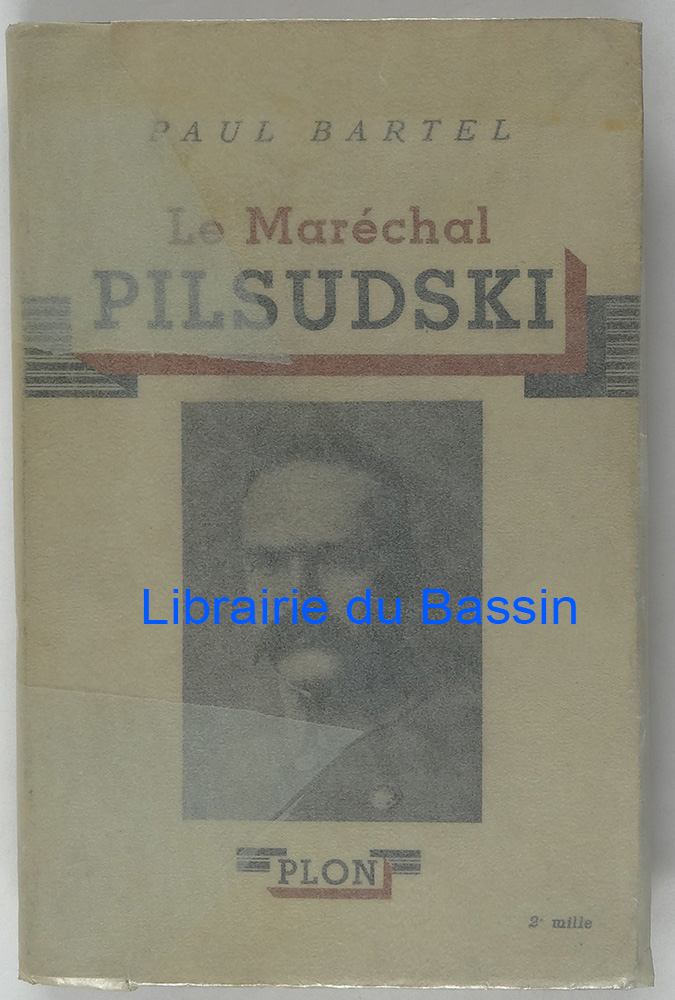 PAUL BARTEL
Le Maréchal
PILSUDSKI
Librairie du Bassin
PLON
2e mille